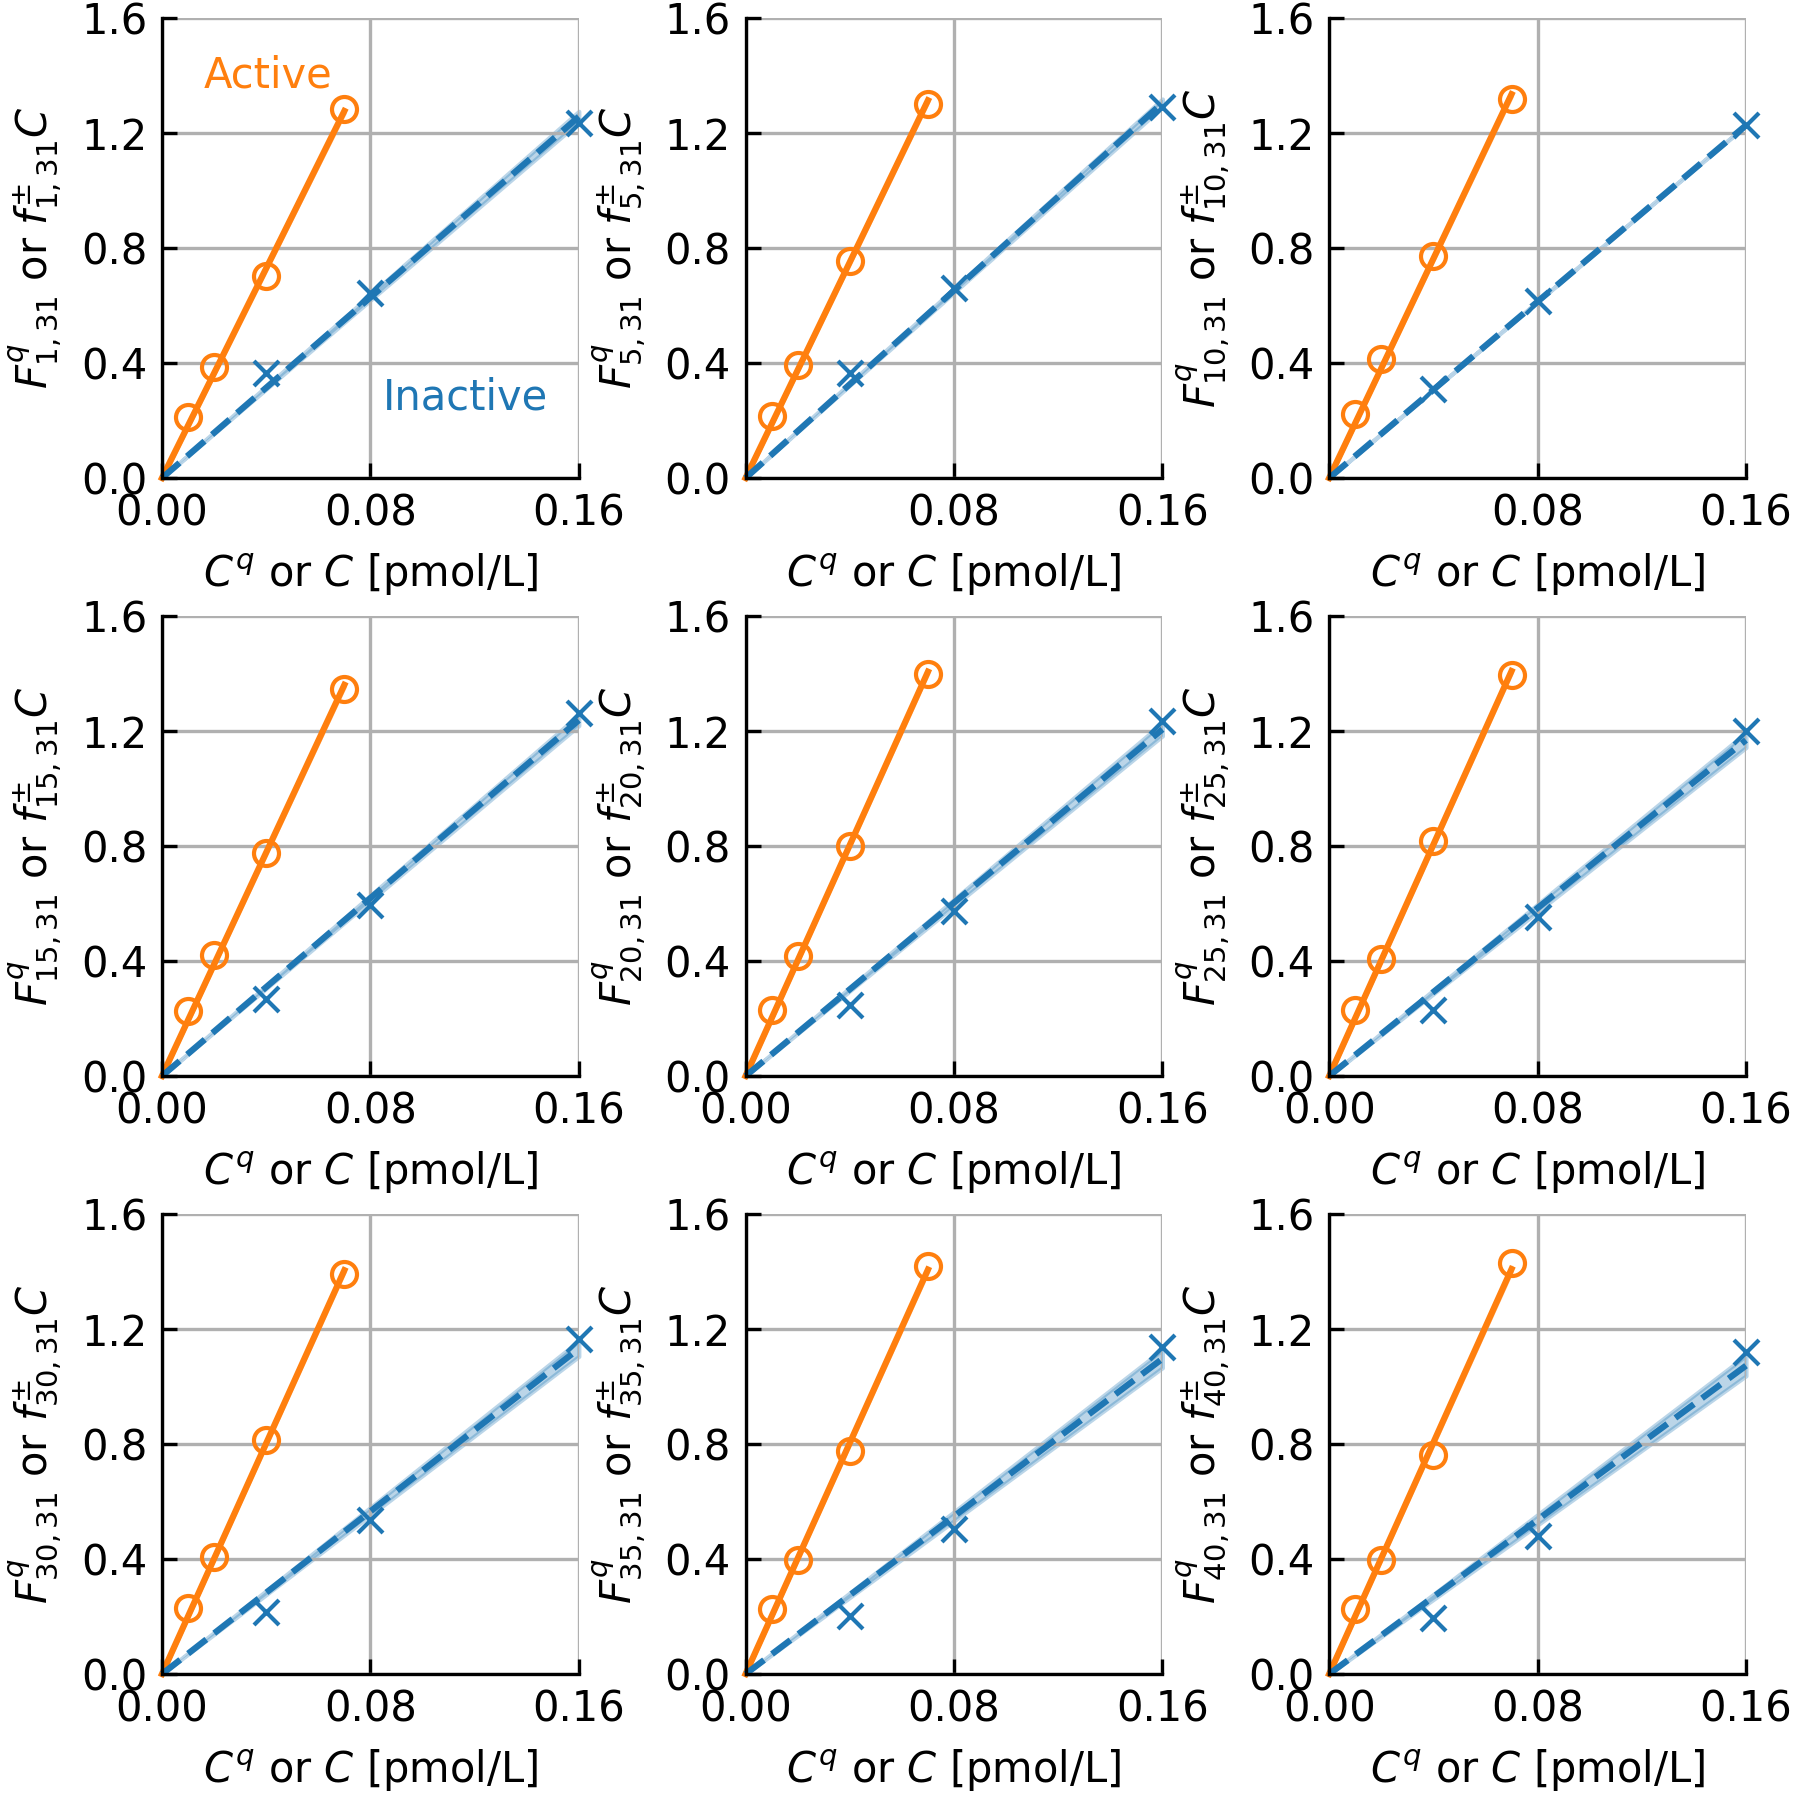 1.6
1.2
0.8
0.4
0.0
0.00 0.08 0.16
C^q or C [pmol/L]
F^q_{1,31} or f^±_{1,31}C
Active
Inactive
1.6
1.2
0.8
0.4
0.0
0.08 0.16
C^q or C [pmol/L]
F^q_{5,31} or f^±_{5,31}C
1.6
1.2
0.8
0.4
0.0
0.08 0.16
C^q or C [pmol/L]
F^q_{10,31} or f^±_{10,31}C
1.6
1.2
0.8
0.4
0.0
0.00 0.08 0.16
C^q or C [pmol/L]
F^q_{15,31} or f^±_{15,31}C
1.6
1.2
0.8
0.4
0.0
0.00 0.08 0.16
C^q or C [pmol/L]
F^q_{20,31} or f^±_{20,31}C
1.6
1.2
0.8
0.4
0.0
0.00 0.08 0.16
C^q or C [pmol/L]
F^q_{25,31} or f^±_{25,31}C
1.6
1.2
0.8
0.4
0.0
0.00 0.08 0.16
C^q or C [pmol/L]
F^q_{30,31} or f^±_{30,31}C
1.6
1.2
0.8
0.4
0.0
0.00 0.08 0.16
C^q or C [pmol/L]
F^q_{35,31} or f^±_{35,31}C
1.6
1.2
0.8
0.4
0.0
0.00 0.08 0.16
C^q or C [pmol/L]
F^q_{40,31} or f^±_{40,31}C